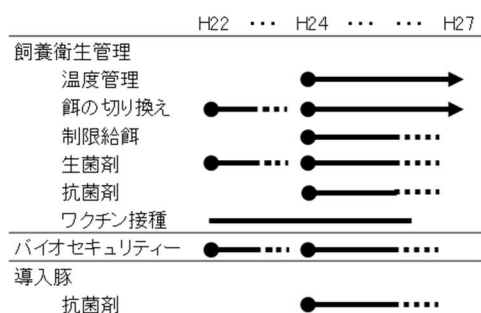 H22 ・・・ H24 ・・・ ・・・ H27
飼養衛生管理
温度管理
餌の切り換え
制限給餌
生菌剤
抗菌剤
ワクチン接種
バイオセキュリティー
導入豚
抗菌剤